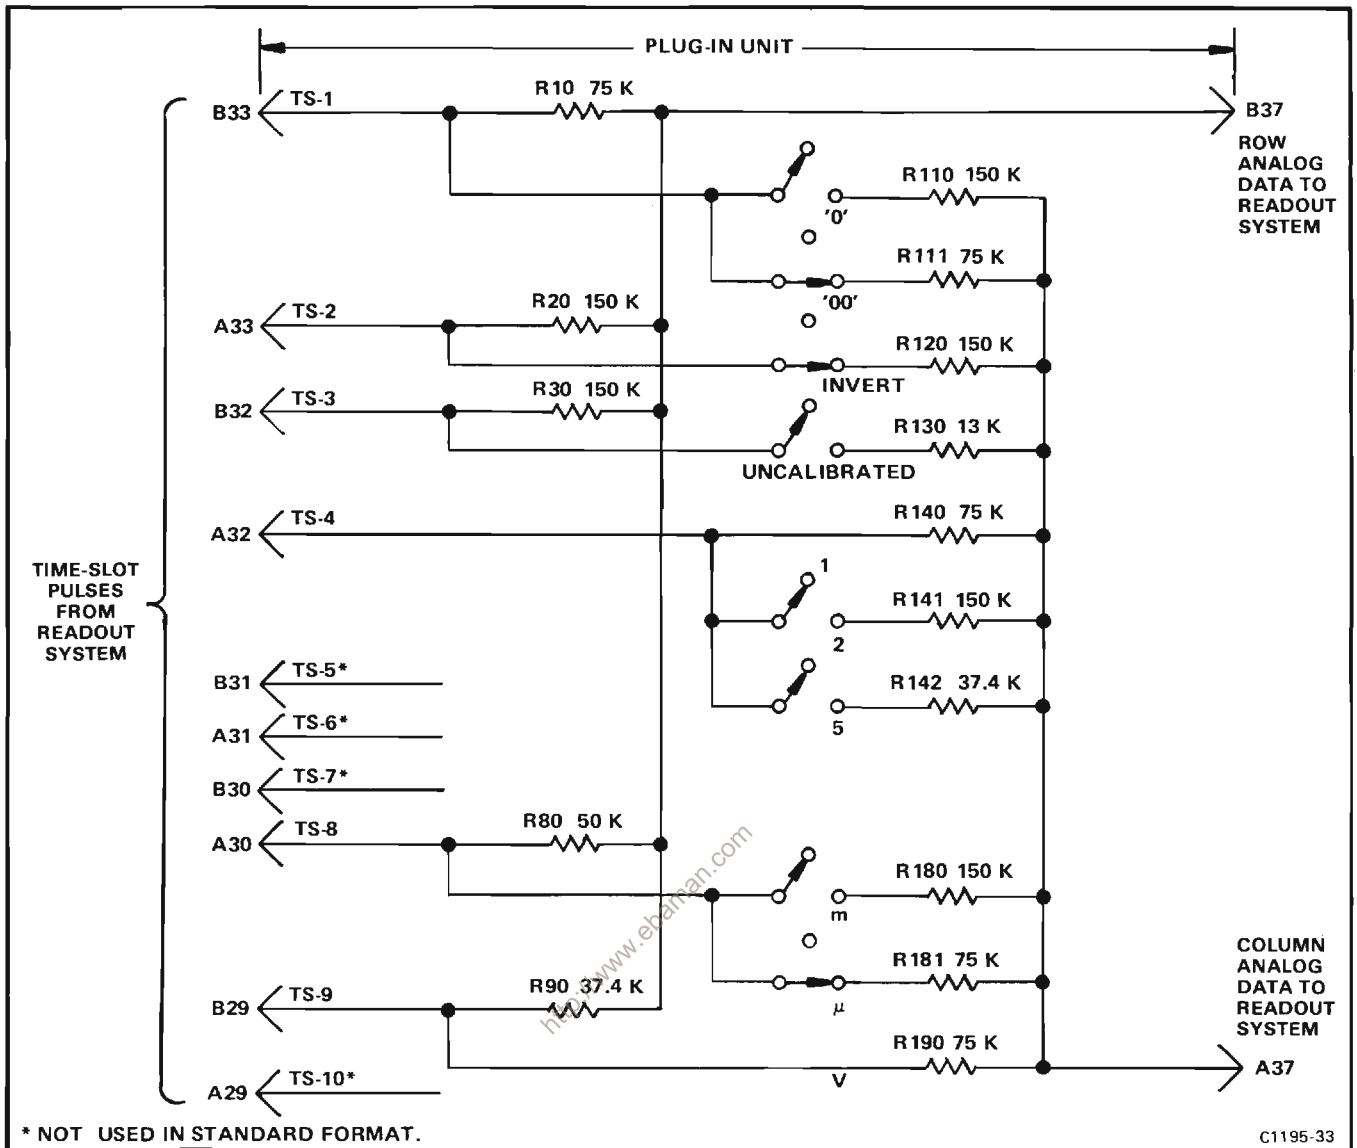 PLUG-IN UNIT
B33 TS-1 R10 75 K B37
ROW
ANALOG
DATA TO
READOUT
SYSTEM
R110 150 K
'0'
R111 75 K
'00'
A33 TS-2 R20 150 K
R120 150 K
INVERT
B32 TS-3 R30 150 K
R130 13 K
UNCALIBRATED
A32 TS-4 R140 75 K
TIME-SLOT
PULSES
FROM
READOUT
SYSTEM
1
R141 150 K
2
R142 37.4 K
5
B31 TS-5*
A31 TS-6*
B30 TS-7*
A30 TS-8 R80 50 K
R180 150 K
m
R181 75 K
μ
B29 TS-9 R90 37.4 K
R190 75 K
V
COLUMN
ANALOG
DATA TO
READOUT
SYSTEM
A37
A29 TS-10*
* NOT USED IN STANDARD FORMAT.
C1195-33
http://www.ebaman.com